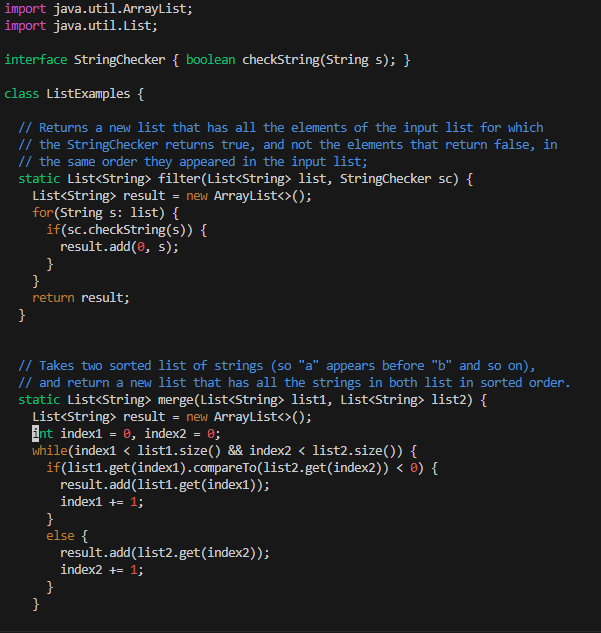 import java.util.ArrayList;
import java.util.List;

interface StringChecker { boolean checkString(String s); }

class ListExamples {

  // Returns a new list that has all the elements of the input list for which
  // the StringChecker returns true, and not the elements that return false, in
  // the same order they appeared in the input list;
  static List<String> filter(List<String> list, StringChecker sc) {
    List<String> result = new ArrayList<>();
    for(String s: list) {
      if(sc.checkString(s)) {
        result.add(0, s);
      }
    }
    return result;
  }


  // Takes two sorted list of strings (so "a" appears before "b" and so on),
  // and return a new list that has all the strings in both list in sorted order.
  static List<String> merge(List<String> list1, List<String> list2) {
    List<String> result = new ArrayList<>();
    int index1 = 0, index2 = 0;
    while(index1 < list1.size() && index2 < list2.size()) {
      if(list1.get(index1).compareTo(list2.get(index2)) < 0) {
        result.add(list1.get(index1));
        index1 += 1;
      }
      else {
        result.add(list2.get(index2));
        index2 += 1;
      }
    }